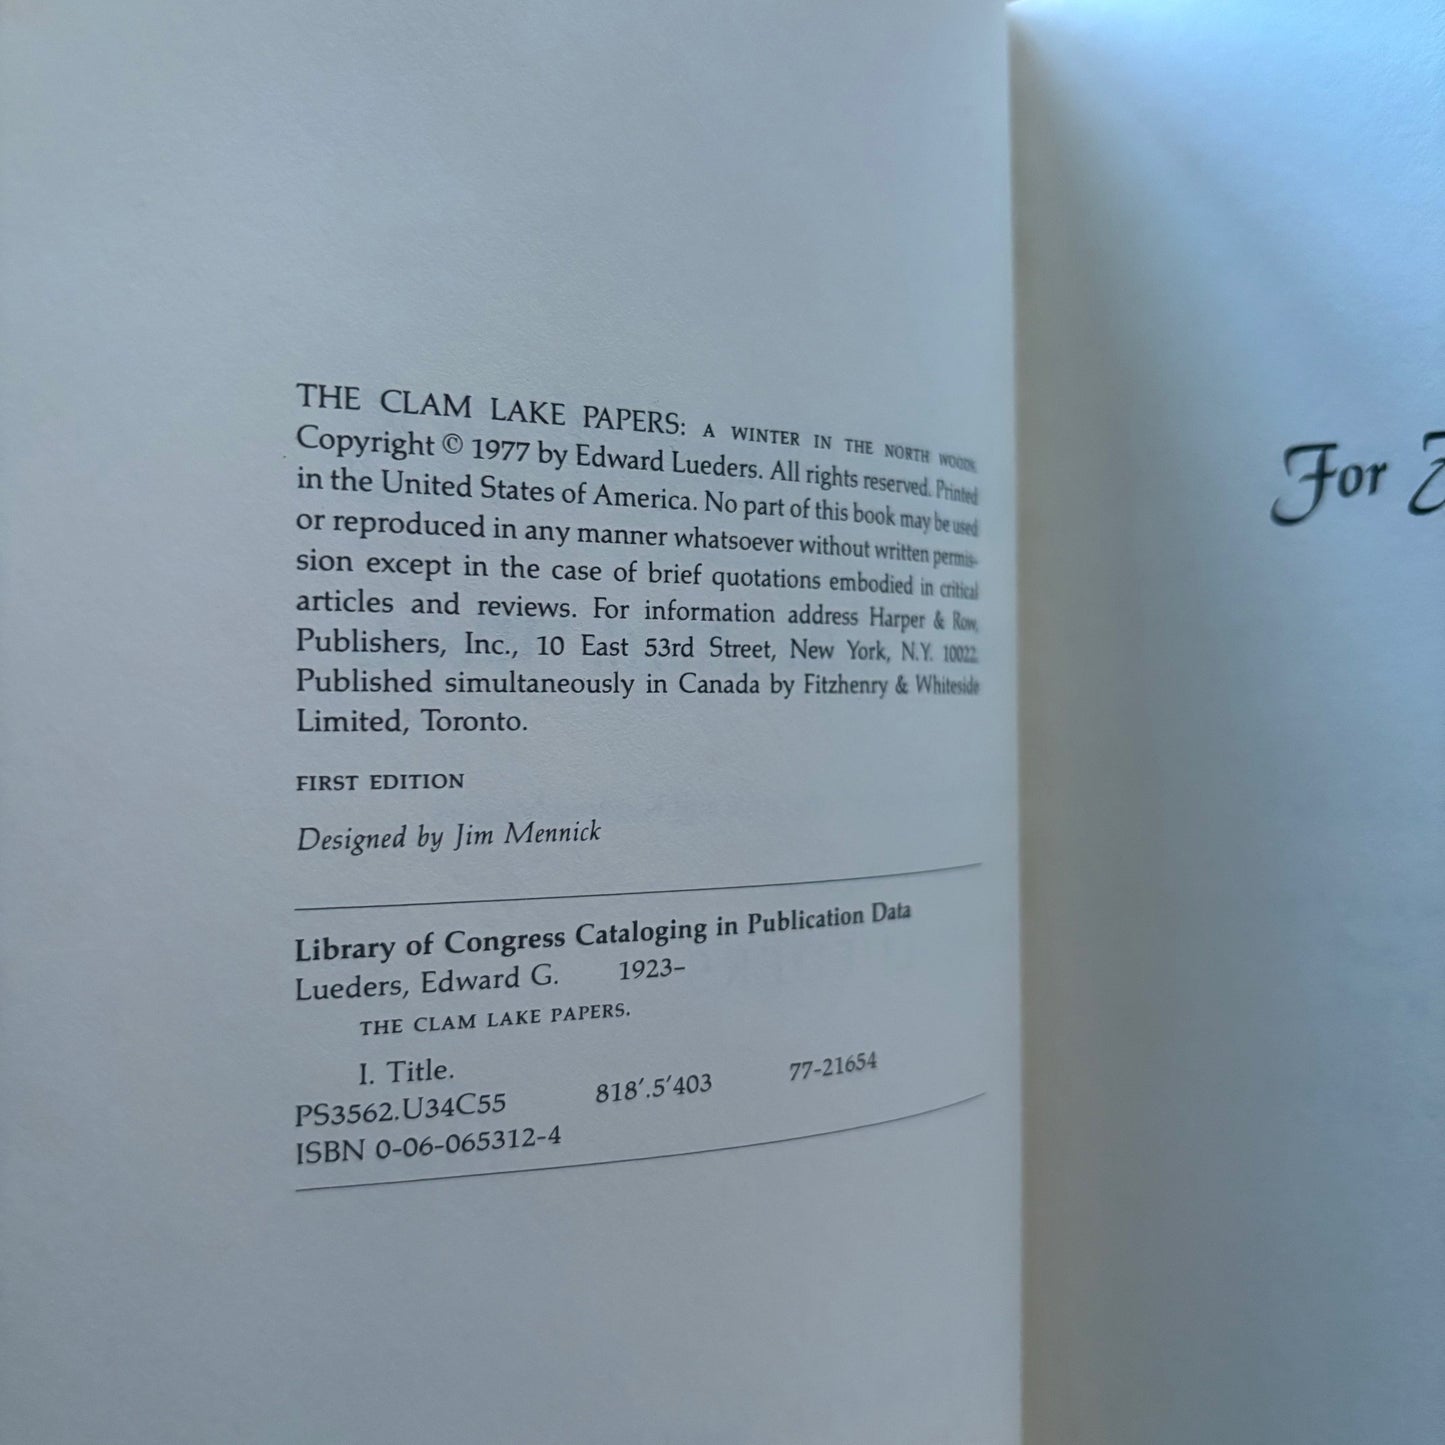 THE CLAM LAKE PAPERS: A WINTER IN THE NORTH WOODS.
Copyright © 1977 by Edward Lueders. All rights reserved. Printed
in the United States of America. No part of this book may be used
or reproduced in any manner whatsoever without written permis-
sion except in the case of brief quotations embodied in critical
articles and reviews. For information address Harper & Row,
Publishers, Inc., 10 East 53rd Street, New York, N.Y. 10022.
Published simultaneously in Canada by Fitzhenry & Whiteside
Limited, Toronto.
FIRST EDITION
Designed by Jim Mennick
Library of Congress Cataloging in Publication Data
Lueders, Edward G. 1923–
THE CLAM LAKE PAPERS.
I. Title.
PS3562.U34C55 818′.5′403 77-21654
ISBN 0-06-065312-4
For